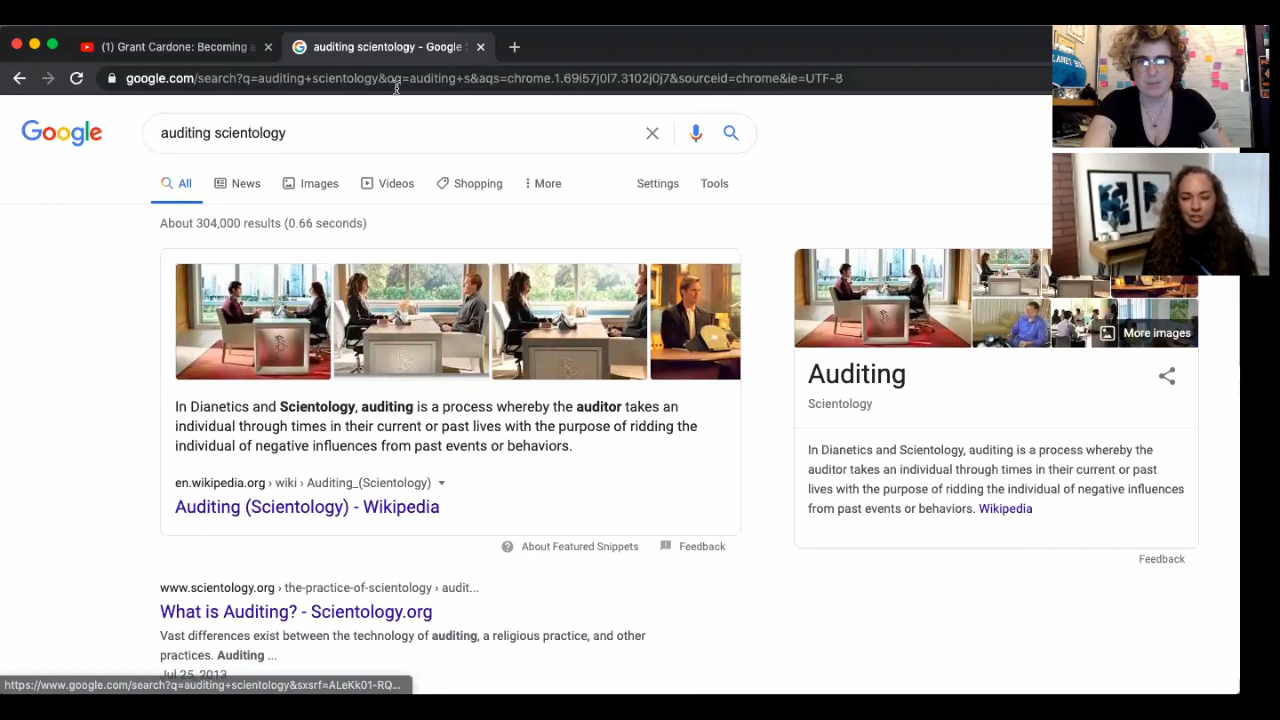 (1) Grant Cardone: Becoming a
auditing scientology - Google S
google.com/search?q=auditing+scientology&oq=auditing+s&aqs=chrome.1.69i57j0l7.3102j0j7&sourceid=chrome&ie=UTF-8
Google
auditing scientology
All News Images Videos Shopping More Settings Tools
About 304,000 results (0.66 seconds)
In Dianetics and Scientology, auditing is a process whereby the auditor takes an
individual through times in their current or past lives with the purpose of ridding the
individual of negative influences from past events or behaviors.
en.wikipedia.org › wiki › Auditing_(Scientology)
Auditing (Scientology) - Wikipedia
About Featured Snippets Feedback
www.scientology.org › the-practice-of-scientology › audit...
What is Auditing? - Scientology.org
Vast differences exist between the technology of auditing, a religious practice, and other
practices. Auditing ...
Jul 25, 2013
https://www.google.com/search?q=auditing+scientology&sxsrf=ALeKk01-RQ...
More images
Auditing
Scientology
In Dianetics and Scientology, auditing is a process whereby the
auditor takes an individual through times in their current or past
lives with the purpose of ridding the individual of negative influences
from past events or behaviors. Wikipedia
Feedback